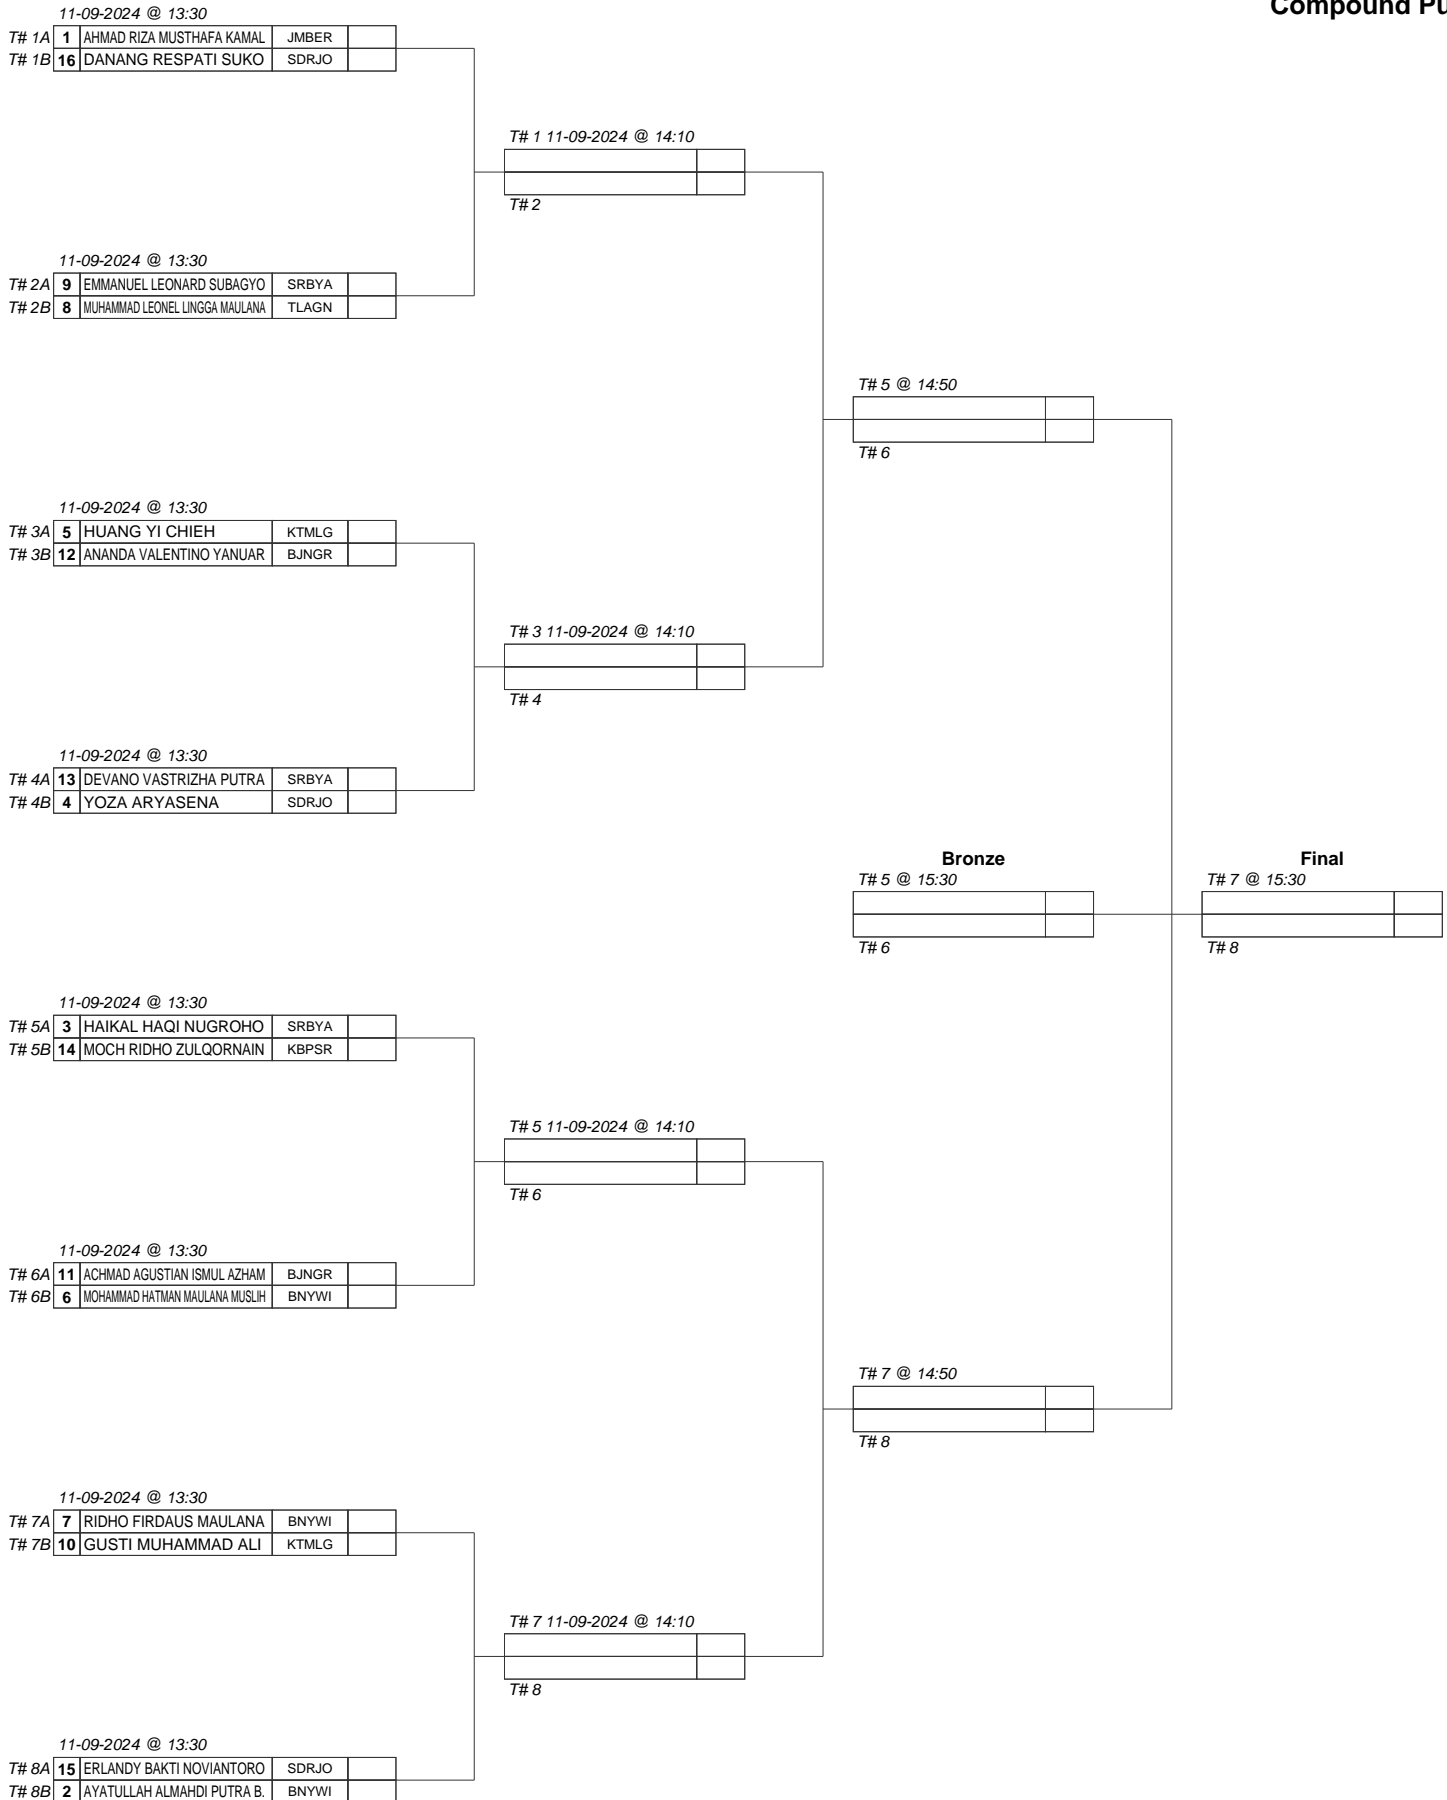 Compound Pu
11-09-2024 @ 13:30
T# 1A 1 AHMAD RIZA MUSTHAFA KAMAL JMBER
T# 1B 16 DANANG RESPATI SUKO SDRJO
T# 1 11-09-2024 @ 14:10
T# 2
11-09-2024 @ 13:30
T# 2A 9 EMMANUEL LEONARD SUBAGYO SRBYA
T# 2B 8 MUHAMMAD LEONEL LINGGA MAULANA TLAGN
T# 5 @ 14:50
T# 6
11-09-2024 @ 13:30
T# 3A 5 HUANG YI CHIEH KTMLG
T# 3B 12 ANANDA VALENTINO YANUAR BJNGR
T# 3 11-09-2024 @ 14:10
T# 4
11-09-2024 @ 13:30
T# 4A 13 DEVANO VASTRIZHA PUTRA SRBYA
T# 4B 4 YOZA ARYASENA SDRJO
Bronze Final
T# 5 @ 15:30 T# 7 @ 15:30
T# 6 T# 8
11-09-2024 @ 13:30
T# 5A 3 HAIKAL HAQI NUGROHO SRBYA
T# 5B 14 MOCH RIDHO ZULQORNAIN KBPSR
T# 5 11-09-2024 @ 14:10
T# 6
11-09-2024 @ 13:30
T# 6A 11 ACHMAD AGUSTIAN ISMUL AZHAM BJNGR
T# 6B 6 MOHAMMAD HATMAN MAULANA MUSLIH BNYWI
T# 7 @ 14:50
T# 8
11-09-2024 @ 13:30
T# 7A 7 RIDHO FIRDAUS MAULANA BNYWI
T# 7B 10 GUSTI MUHAMMAD ALI KTMLG
T# 7 11-09-2024 @ 14:10
T# 8
11-09-2024 @ 13:30
T# 8A 15 ERLANDY BAKTI NOVIANTORO SDRJO
T# 8B 2 AYATULLAH ALMAHDI PUTRA B. BNYWI